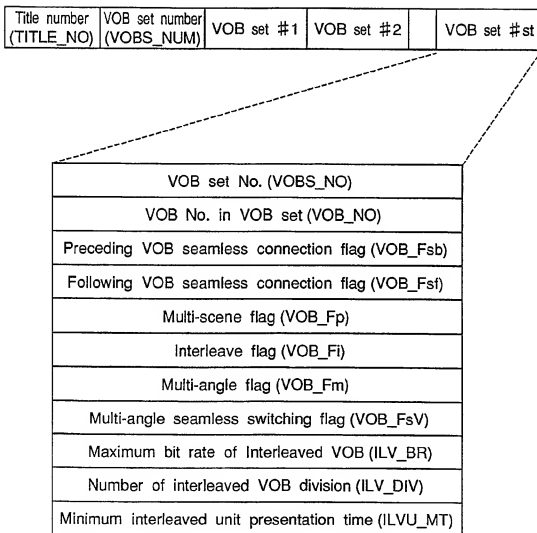 Title number
(TITLE_NO)
VOB set number
(VOBS_NUM)
VOB set #1
VOB set #2
VOB set #st
VOB set No. (VOBS_NO)
VOB No. in VOB set (VOB_NO)
Preceding VOB seamless connection flag (VOB_Fsb)
Following VOB seamless connection flag (VOB_Fsf)
Multi-scene flag (VOB_Fp)
Interleave flag (VOB_Fi)
Multi-angle flag (VOB_Fm)
Multi-angle seamless switching flag (VOB_FsV)
Maximum bit rate of Interleaved VOB (ILV_BR)
Number of interleaved VOB division (ILV_DIV)
Minimum interleaved unit presentation time (ILVU_MT)